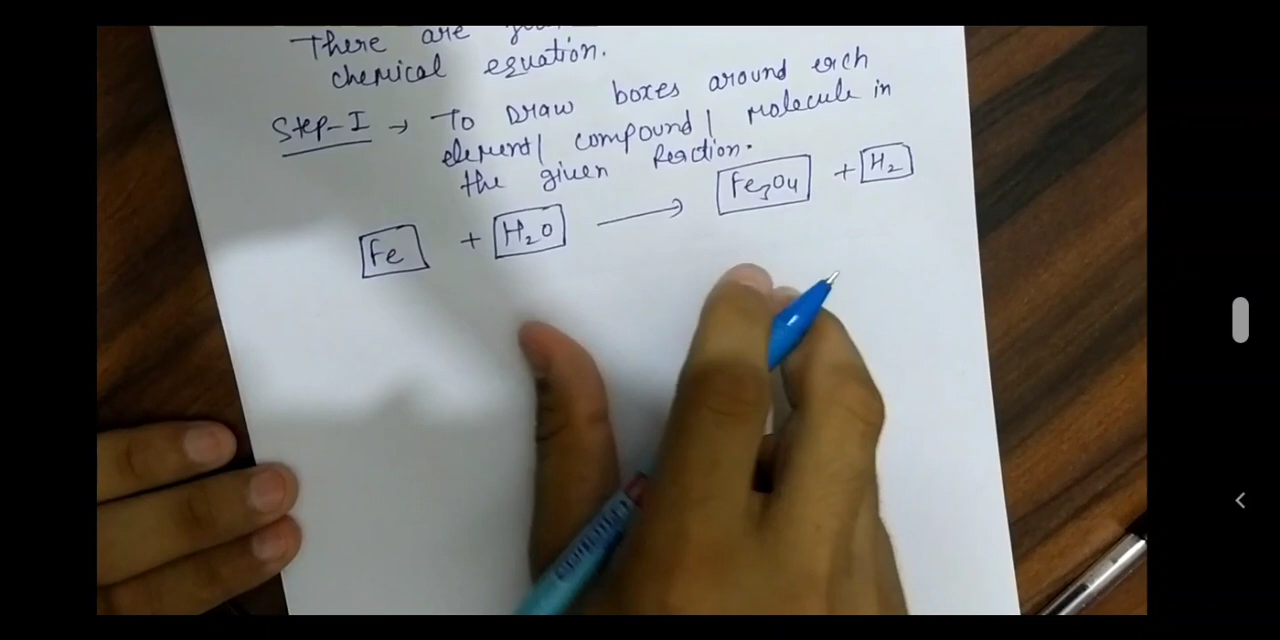 There are
chemical equation.
Step-I → To Draw boxes around each
element/ compound/ molecule in
the given Reaction.
Fe + H2O → Fe3O4 + H2